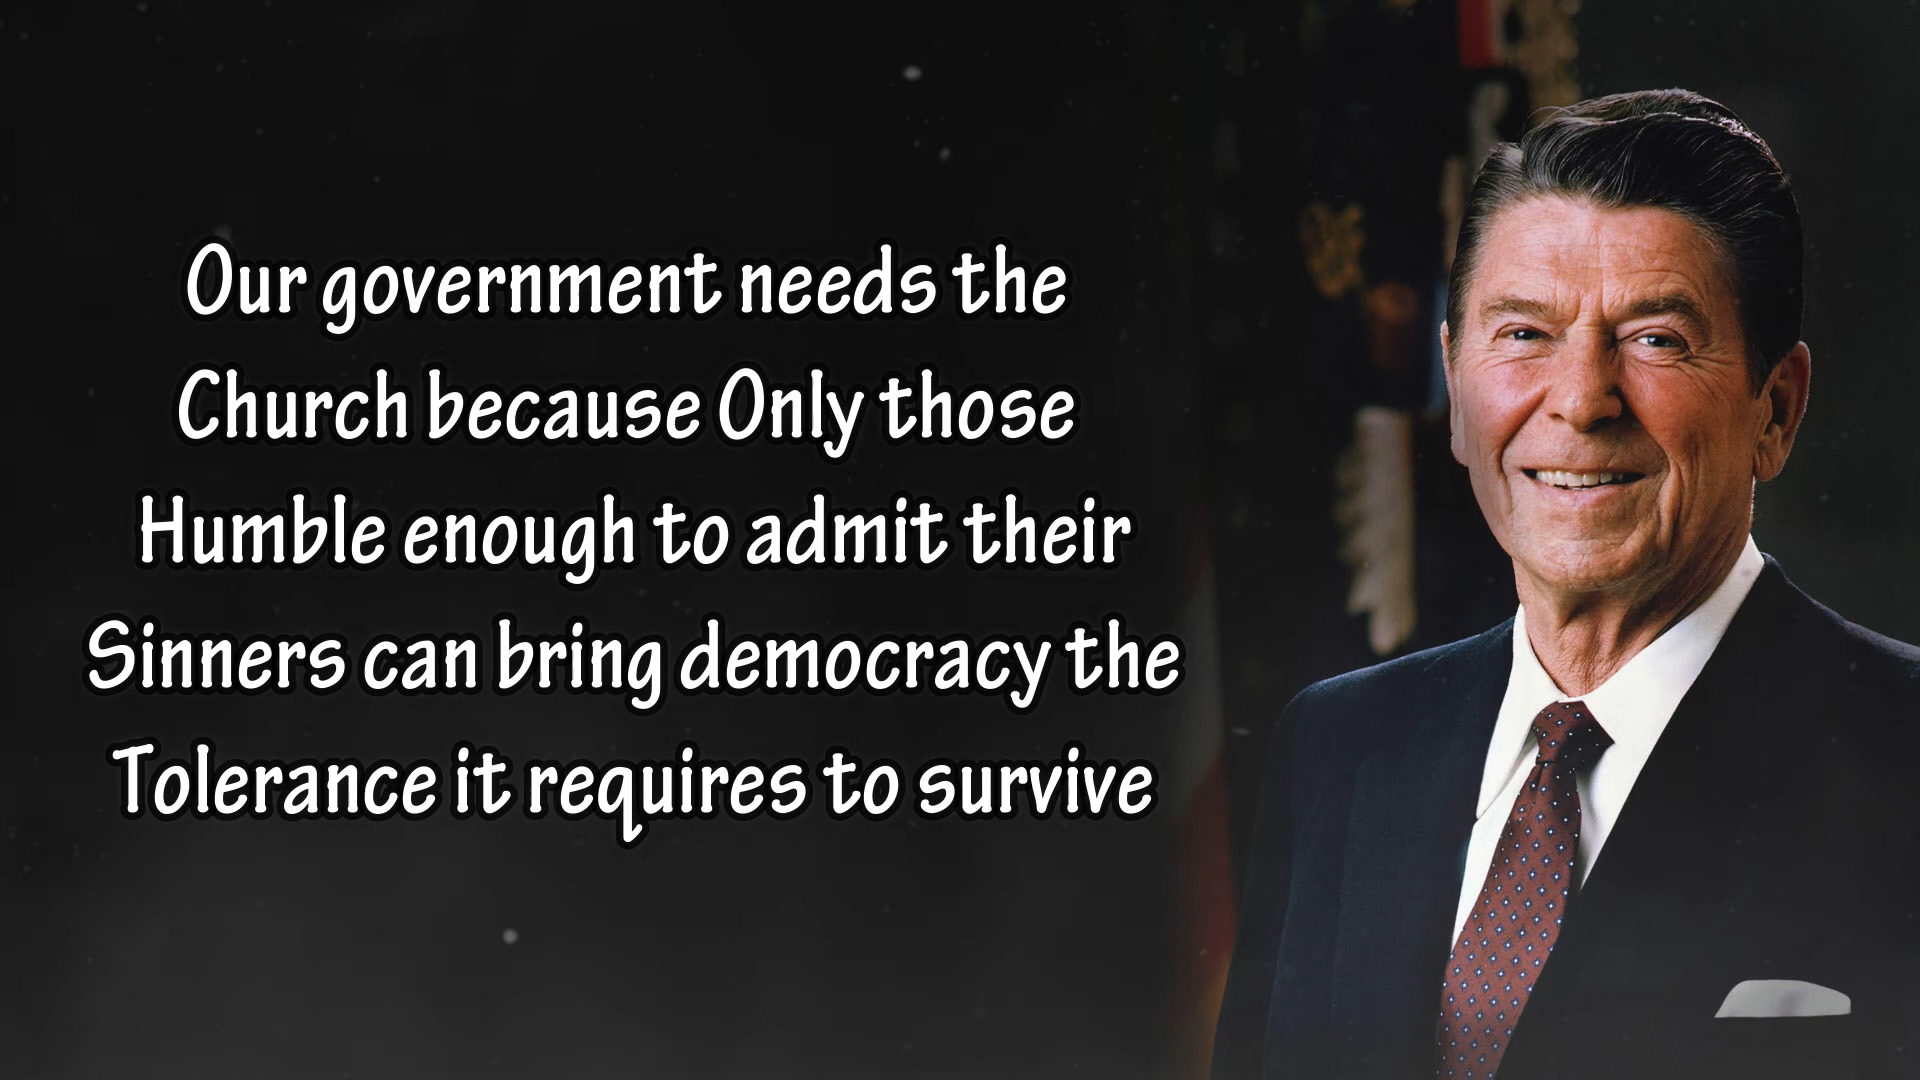 Our government needs the
Church because Only those
Humble enough to admit their
Sinners can bring democracy the
Tolerance it requires to survive